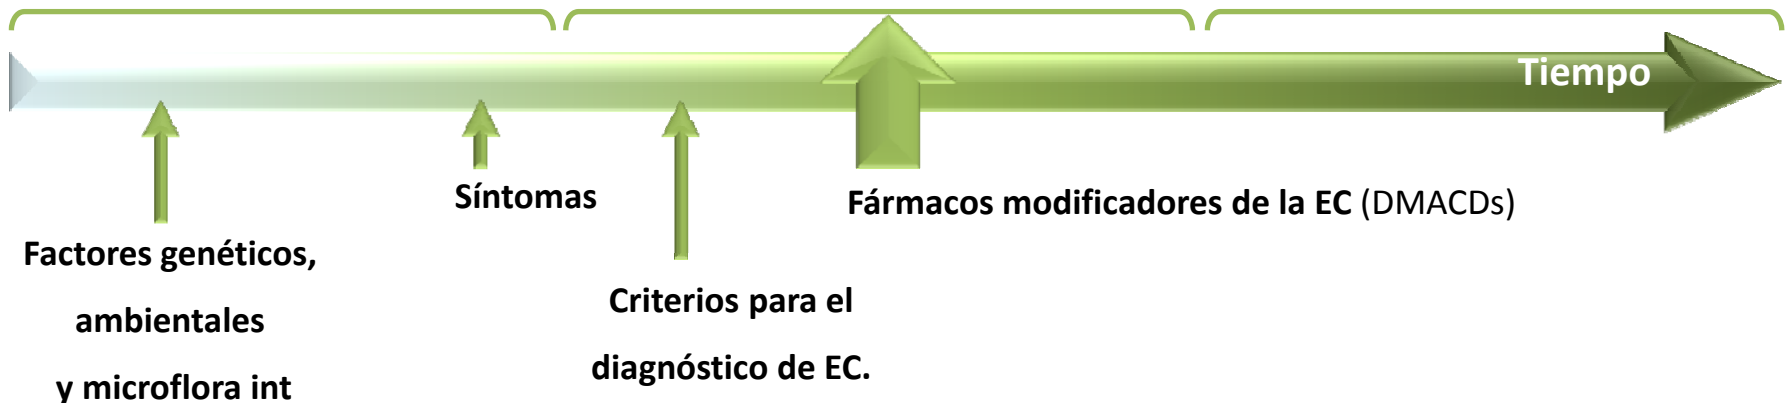 Tiempo
Síntomas
Fármacos modificadores de la EC (DMACDs)
Factores genéticos,
ambientales
y microflora int
Criterios para el
diagnóstico de EC.